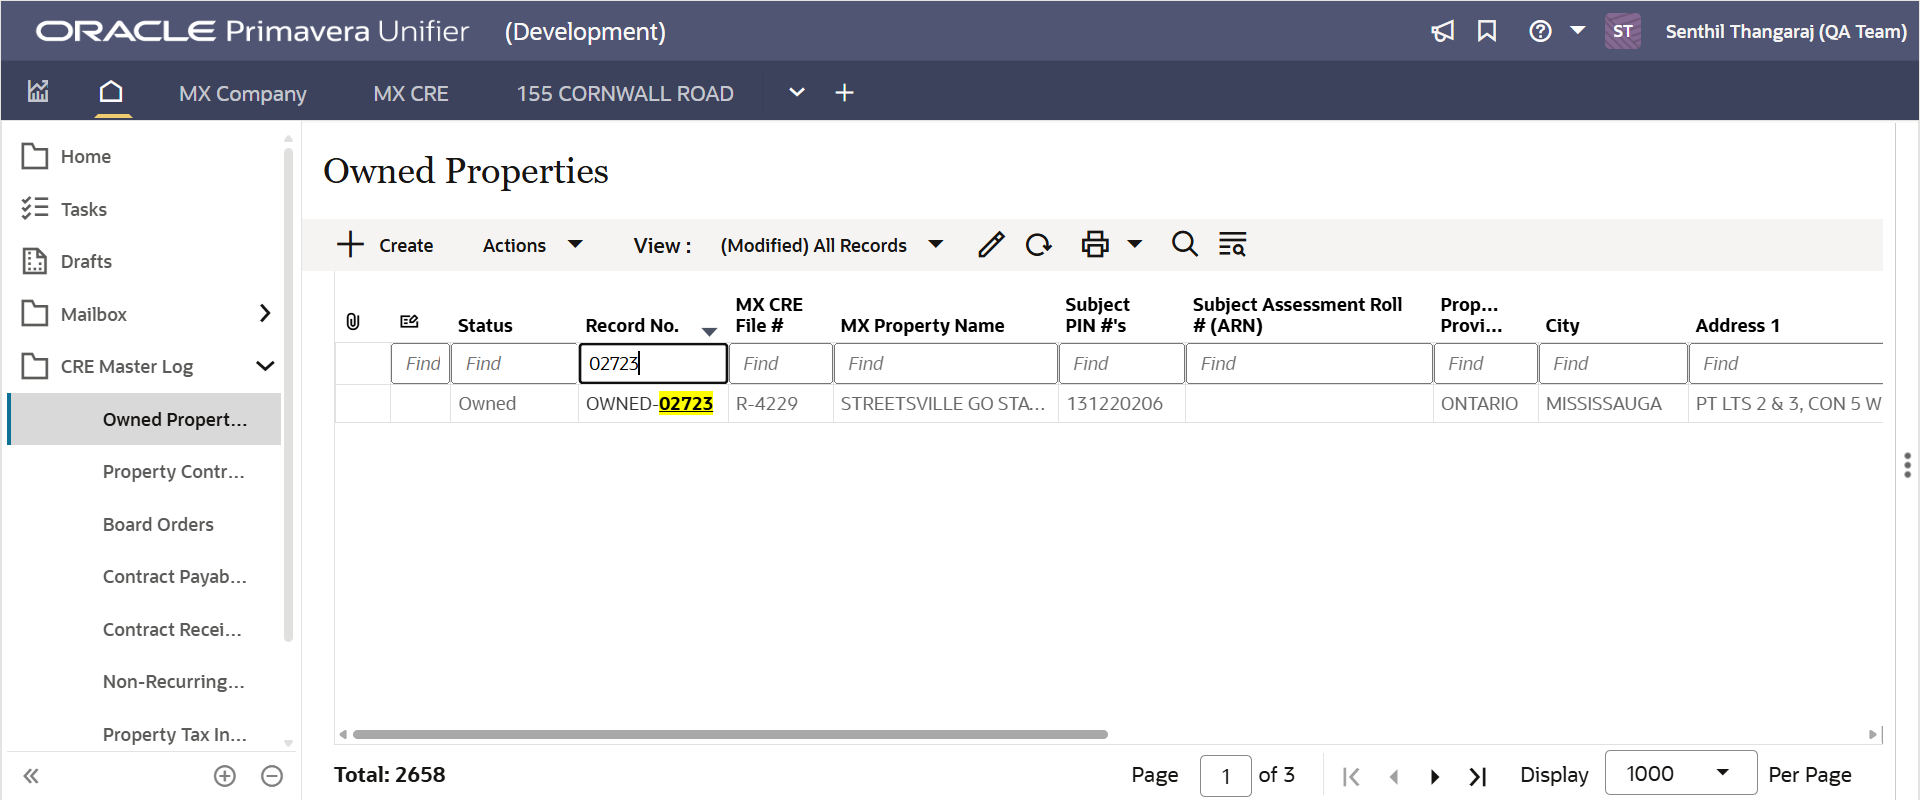 ORACLE Primavera Unifier (Development)
ST Senthil Thangaraj (QA Team)
MX Company MX CRE 155 CORNWALL ROAD
Home
Tasks
Drafts
Mailbox
CRE Master Log
Owned Propert...
Property Contr...
Board Orders
Contract Payab...
Contract Recei...
Non-Recurring...
Property Tax In...
Owned Properties
Create Actions View : (Modified) All Records
Status Record No. MX CRE File # MX Property Name Subject PIN #'s Subject Assessment Roll # (ARN) Prop... Provi... City Address 1
Find Find 02723 Find Find Find Find Find Find Find
Owned OWNED-02723 R-4229 STREETSVILLE GO STA... 131220206 ONTARIO MISSISSAUGA PT LTS 2 & 3, CON 5 W
Total: 2658 Page 1 of 3 Display 1000 Per Page